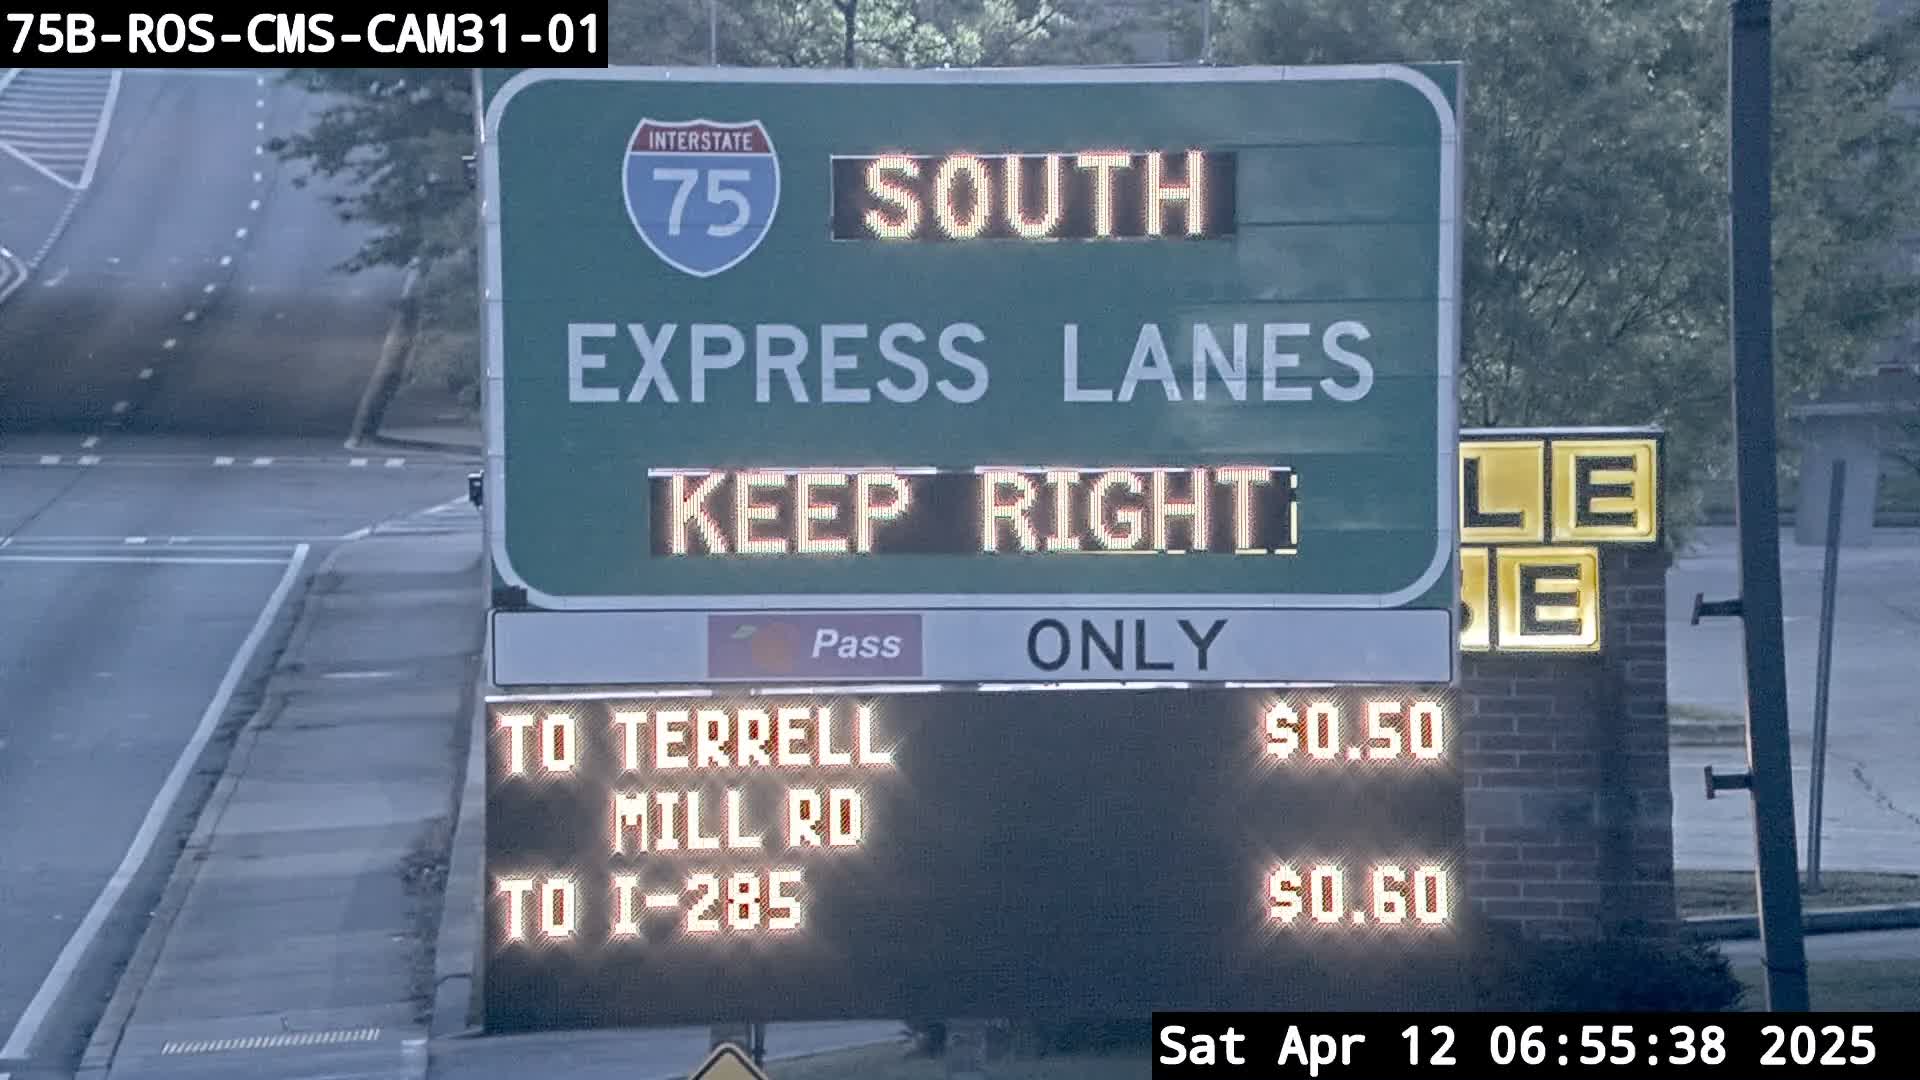 75B-ROS-CMS-CAM31-01
INTERSTATE
75
SOUTH
EXPRESS LANES
KEEP RIGHT
Pass ONLY
TO TERRELL $0.50
MILL RD
TO I-285 $0.60
LE
E
Sat Apr 12 06:55:38 2025